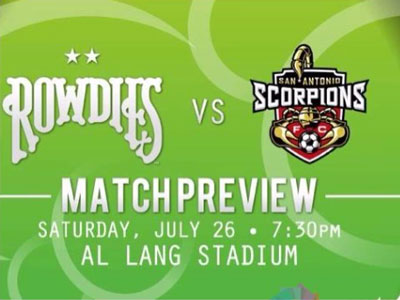 ROWDIES
VS
SAN ANTONIO
SCORPIONS
FC
MATCH PREVIEW
SATURDAY, JULY 26 • 7:30PM
AL LANG STADIUM